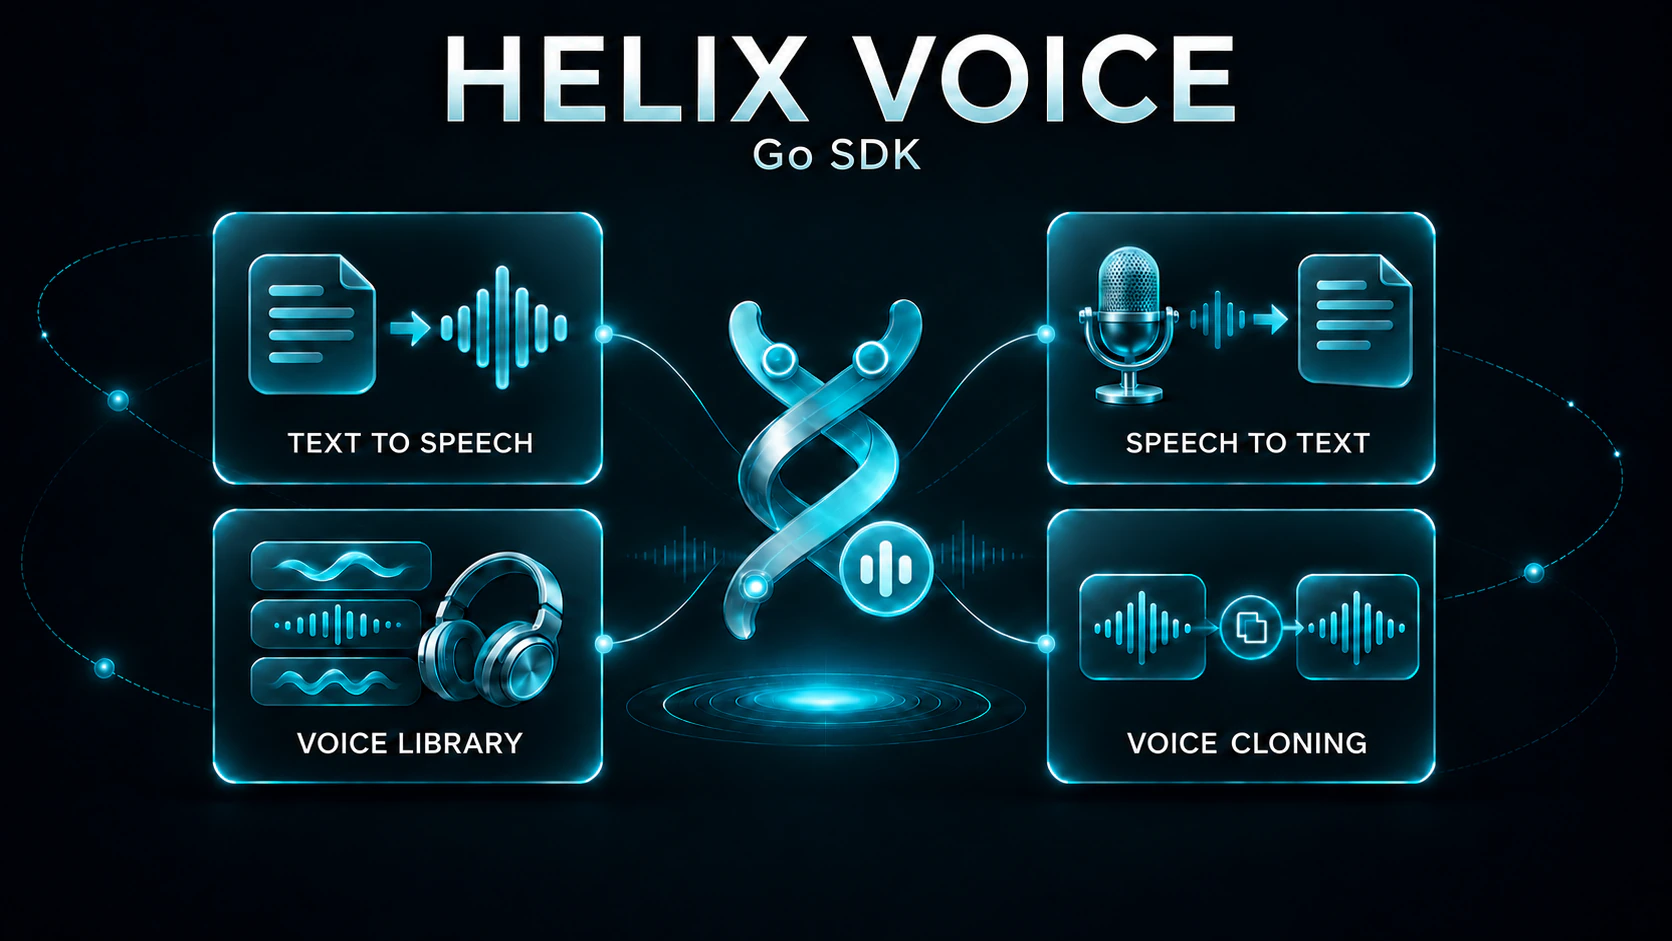 HELIX VOICE
Go SDK
TEXT TO SPEECH
SPEECH TO TEXT
VOICE LIBRARY
VOICE CLONING